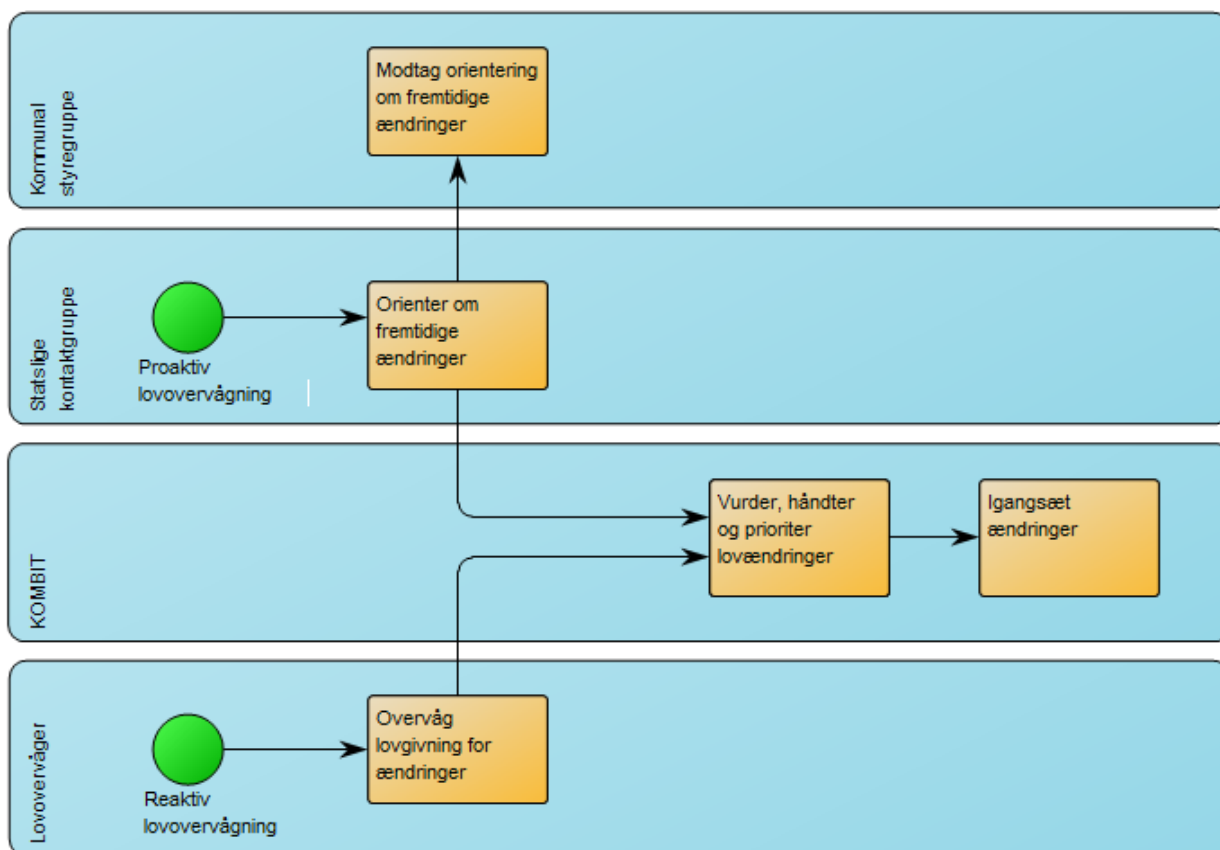 Kommunal
styregruppe
Modtag orientering
om fremtidige
ændringer
Statslige
kontaktgruppe
Proaktiv
lovovervågning
Orienter om
fremtidige
ændringer
KOMBIT
Vurder, håndter
og prioriter
lovændringer
Igangsæt
ændringer
Lovovervåger
Reaktiv
lovovervågning
Overvåg
lovgivning for
ændringer